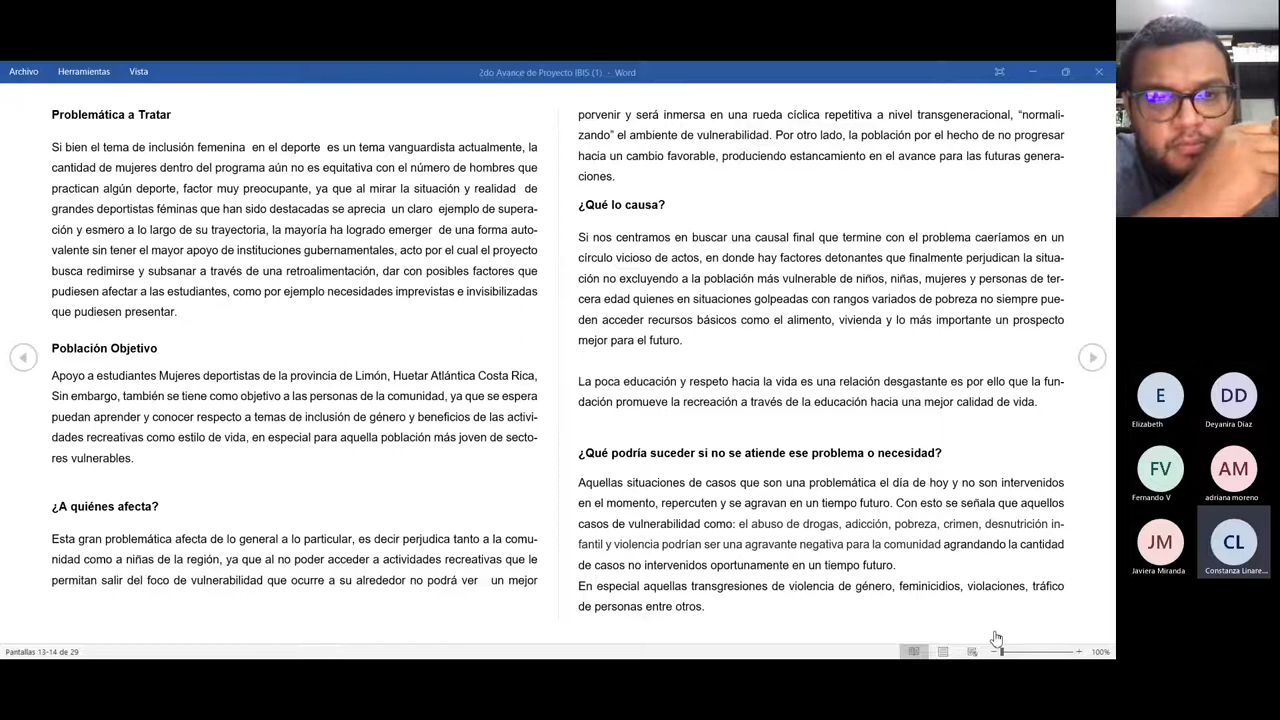 Archivo Herramientas Vista 2do Avance de Proyecto IBIS (1) - Word
Problemática a Tratar
Si bien el tema de inclusión femenina en el deporte es un tema vanguardista actualmente, la
cantidad de mujeres dentro del programa aún no es equitativa con el número de hombres que
practican algún deporte, factor muy preocupante, ya que al mirar la situación y realidad de
grandes deportistas féminas que han sido destacadas se aprecia un claro ejemplo de supera-
ción y esmero a lo largo de su trayectoria, la mayoría ha logrado emerger de una forma auto-
valente sin tener el mayor apoyo de instituciones gubernamentales, acto por el cual el proyecto
busca redimirse y subsanar a través de una retroalimentación, dar con posibles factores que
pudiesen afectar a las estudiantes, como por ejemplo necesidades imprevistas e invisibilizadas
que pudiesen presentar.
Población Objetivo
Apoyo a estudiantes Mujeres deportistas de la provincia de Limón, Huetar Atlántica Costa Rica,
Sin embargo, también se tiene como objetivo a las personas de la comunidad, ya que se espera
puedan aprender y conocer respecto a temas de inclusión de género y beneficios de las activi-
dades recreativas como estilo de vida, en especial para aquella población más joven de secto-
res vulnerables.
¿A quiénes afecta?
Esta gran problemática afecta de lo general a lo particular, es decir perjudica tanto a la comu-
nidad como a niñas de la región, ya que al no poder acceder a actividades recreativas que le
permitan salir del foco de vulnerabilidad que ocurre a su alrededor no podrá ver un mejor
porvenir y será inmersa en una rueda cíclica repetitiva a nivel transgeneracional, “normali-
zando” el ambiente de vulnerabilidad. Por otro lado, la población por el hecho de no progresar
hacia un cambio favorable, produciendo estancamiento en el avance para las futuras genera-
ciones.
¿Qué lo causa?
Si nos centramos en buscar una causal final que termine con el problema caeríamos en un
círculo vicioso de actos, en donde hay factores detonantes que finalmente perjudican la situa-
ción no excluyendo a la población más vulnerable de niños, niñas, mujeres y personas de ter-
cera edad quienes en situaciones golpeadas con rangos variados de pobreza no siempre pue-
den acceder recursos básicos como el alimento, vivienda y lo más importante un prospecto
mejor para el futuro.
La poca educación y respeto hacia la vida es una relación desgastante es por ello que la fun-
dación promueve la recreación a través de la educación hacia una mejor calidad de vida.
¿Qué podría suceder si no se atiende ese problema o necesidad?
Aquellas situaciones de casos que son una problemática el día de hoy y no son intervenidos
en el momento, repercuten y se agravan en un tiempo futuro. Con esto se señala que aquellos
casos de vulnerabilidad como: el abuso de drogas, adicción, pobreza, crimen, desnutrición in-
fantil y violencia podrían ser una agravante negativa para la comunidad agrandando la cantidad
de casos no intervenidos oportunamente en un tiempo futuro.
En especial aquellas transgresiones de violencia de género, feminicidios, violaciones, tráfico
de personas entre otros.
Pantallas 13-14 de 29 100%
E DD
Elizabeth Deyanira Díaz
FV AM
Fernando V adriana moreno
JM CL
Javiera Miranda Constanza Linare...